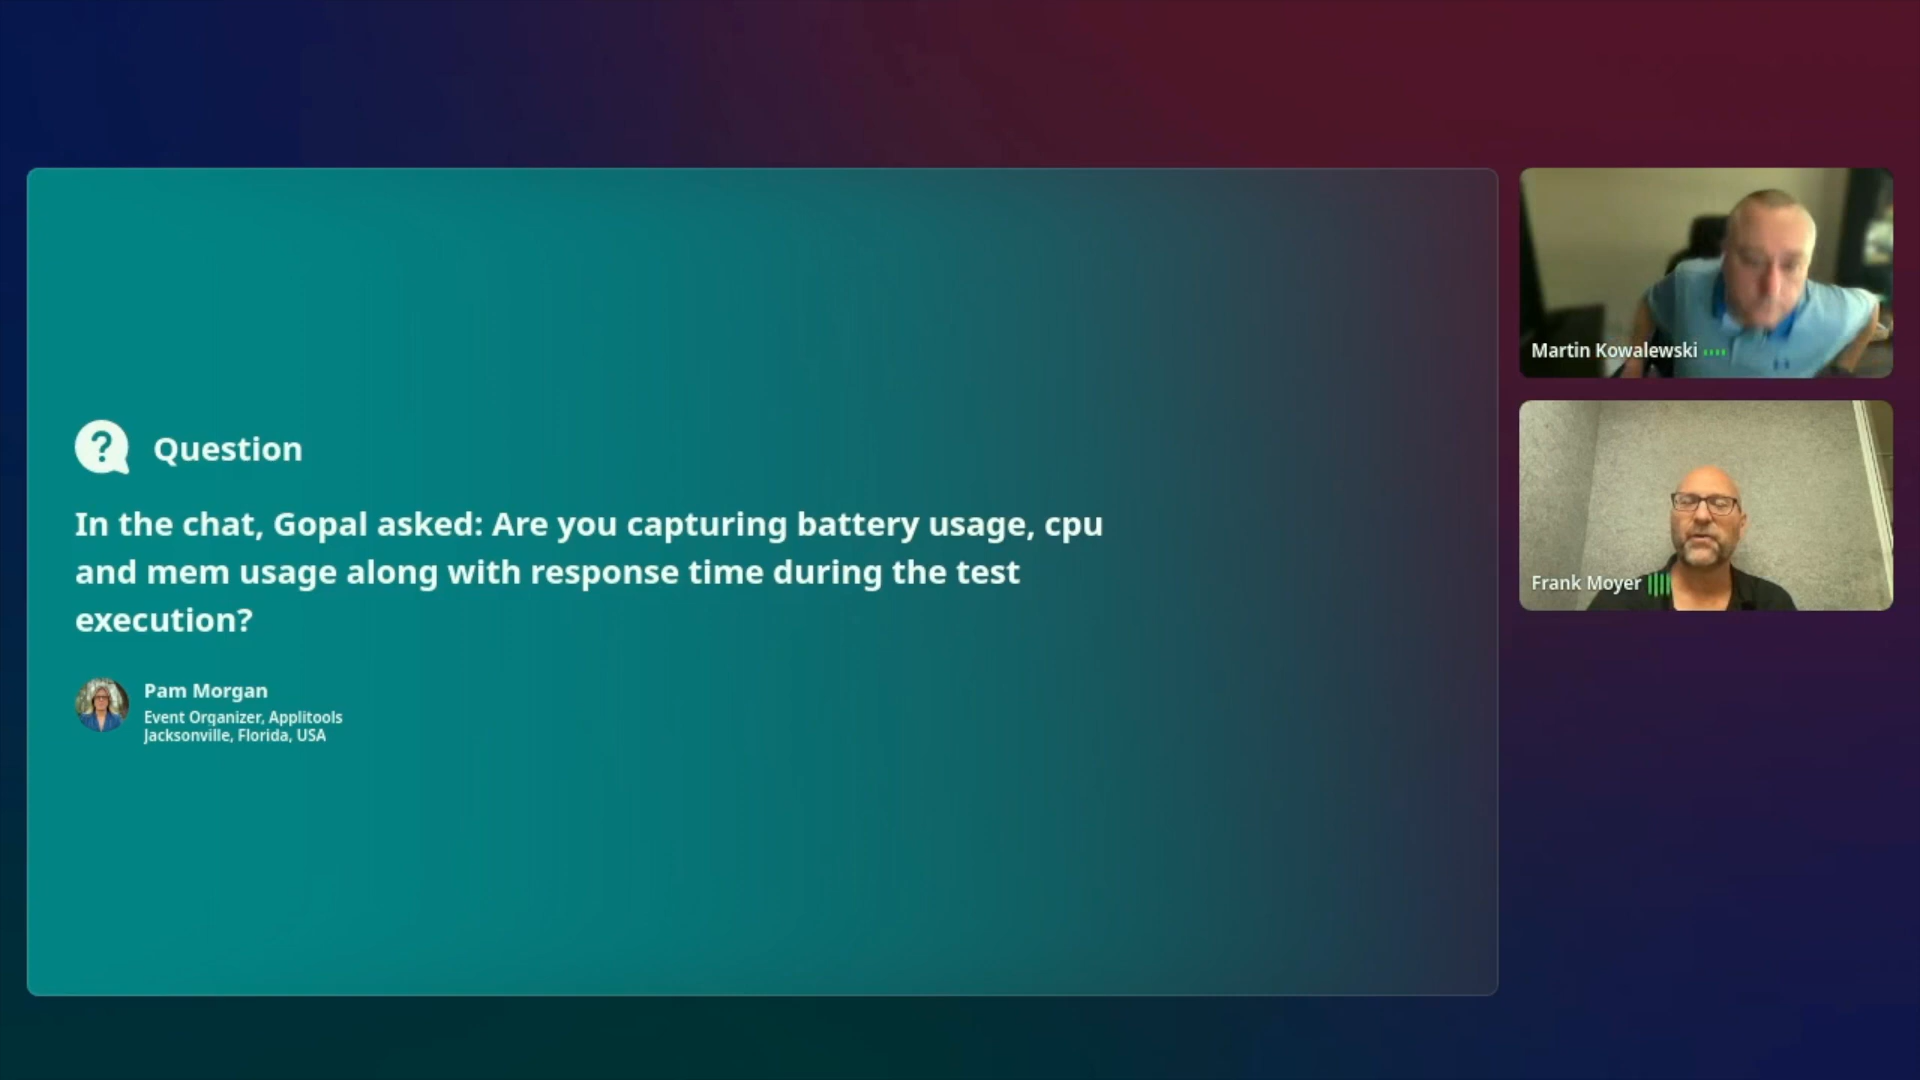 Question
In the chat, Gopal asked: Are you capturing battery usage, cpu
and mem usage along with response time during the test
execution?
Pam Morgan
Event Organizer, Applitools
Jacksonville, Florida, USA
Martin Kowalewski
Frank Moyer